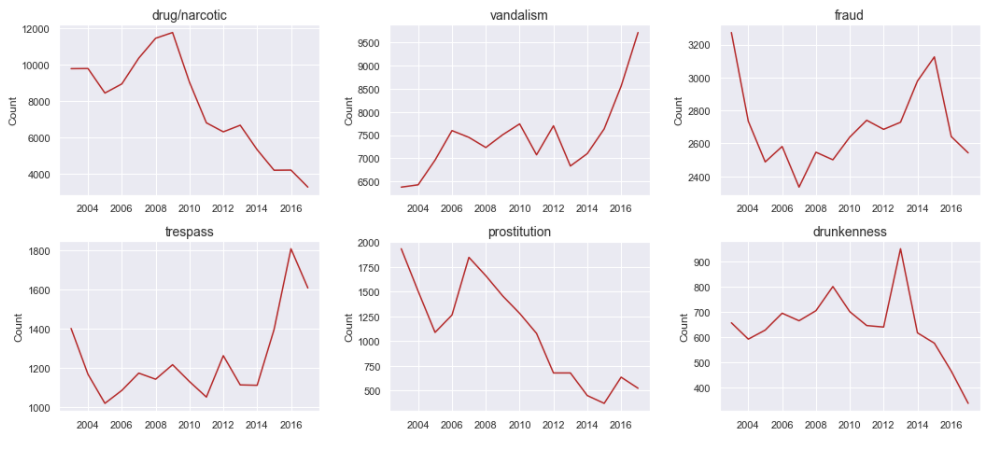 drug/narcotic
Count
12000
10000
8000
6000
4000
2004 2006 2008 2010 2012 2014 2016
vandalism
Count
9500
9000
8500
8000
7500
7000
6500
2004 2006 2008 2010 2012 2014 2016
fraud
Count
3200
3000
2800
2600
2400
2004 2006 2008 2010 2012 2014 2016
trespass
Count
1800
1600
1400
1200
1000
2004 2006 2008 2010 2012 2014 2016
prostitution
Count
2000
1750
1500
1250
1000
750
500
2004 2006 2008 2010 2012 2014 2016
drunkenness
Count
900
800
700
600
500
400
2004 2006 2008 2010 2012 2014 2016